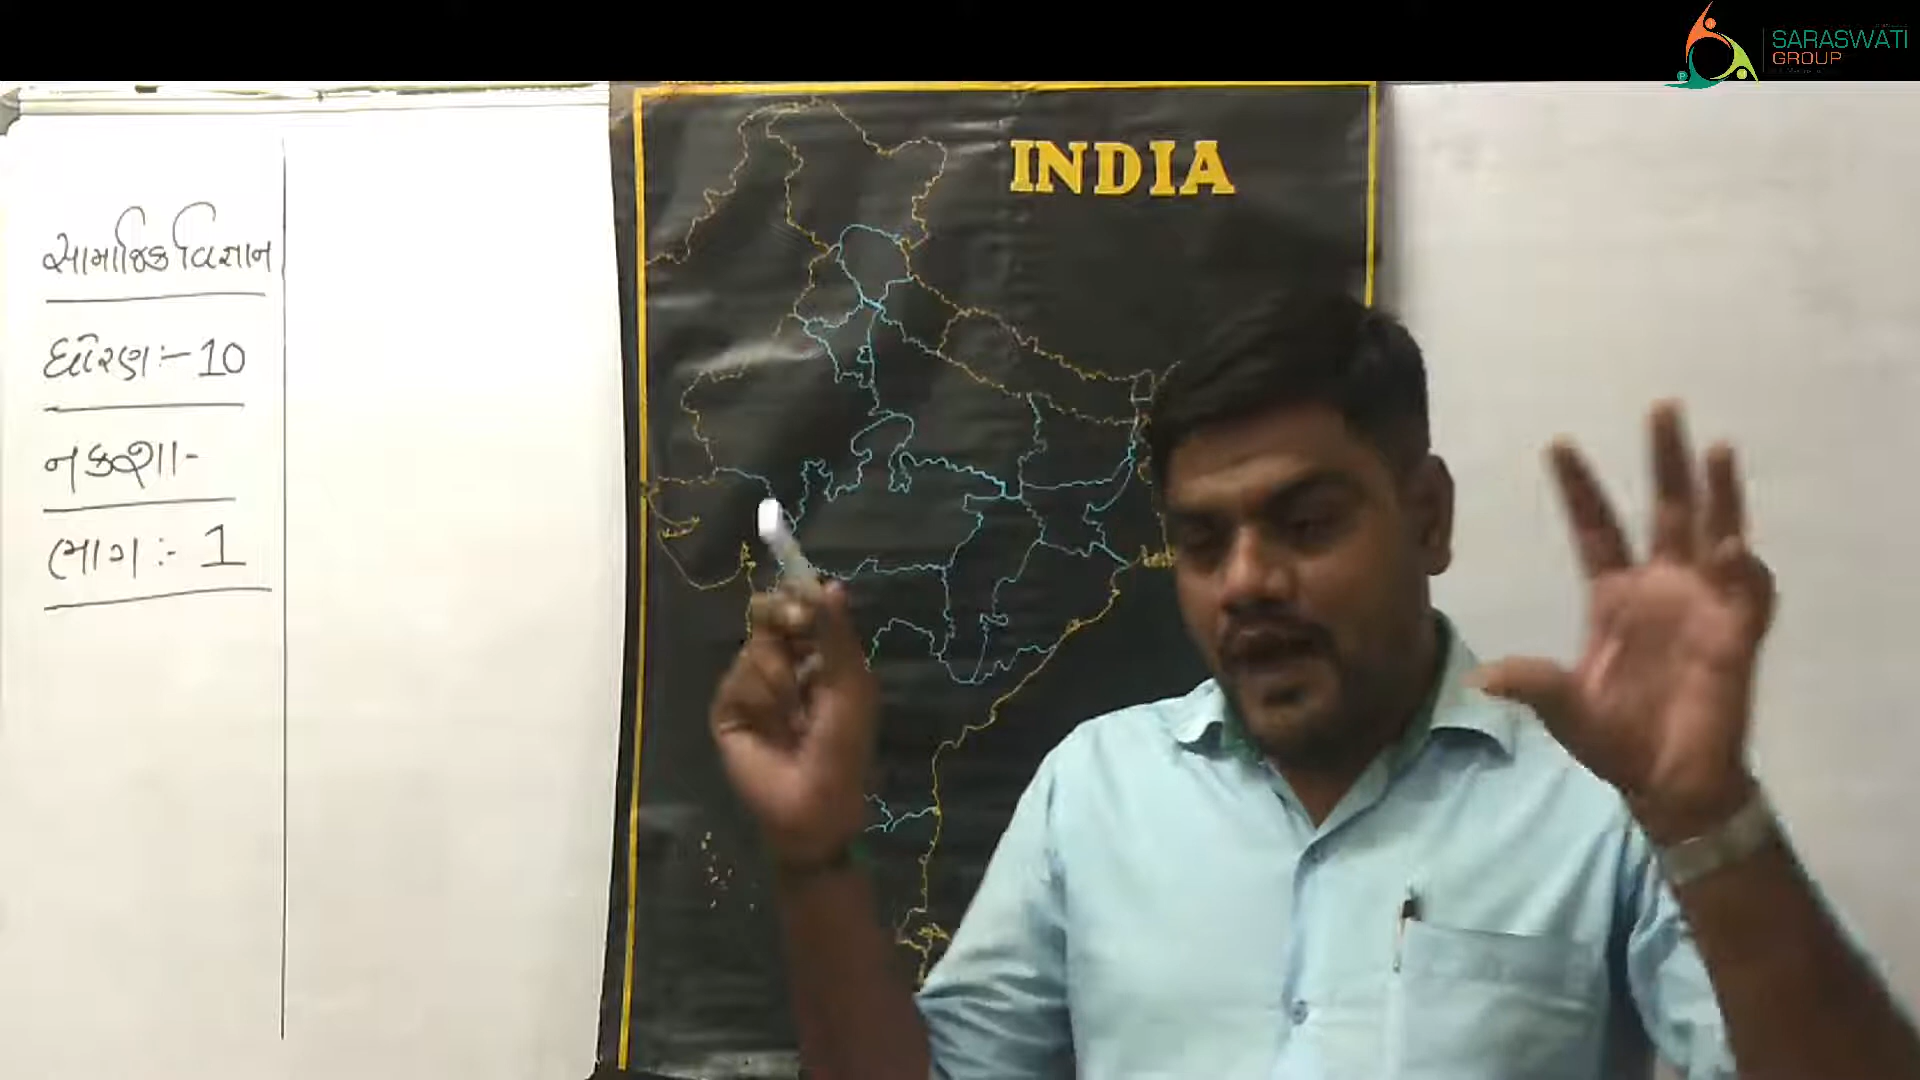 SARASWATI
GROUP
INDIA
સામાજિક વિજ્ઞાન
ધોરણ :- 10
નકશા -
ભાગ :- 1